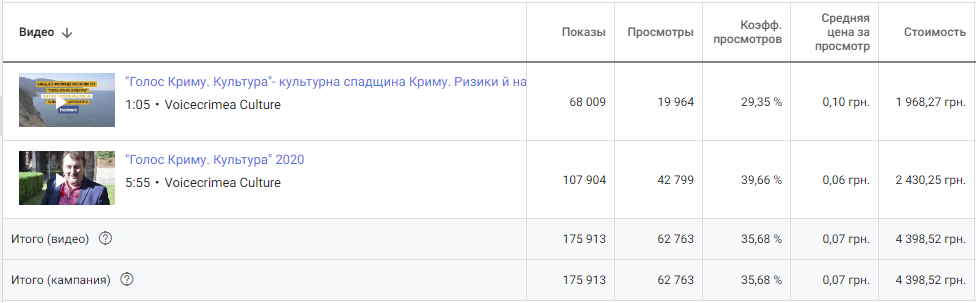 Видео ↓ Показы Просмотры Коэфф. просмотров Средняя цена за просмотр Стоимость
"Голос Криму. Культура"- культурна спадщина Криму. Ризики й на
1:05 • Voicecrimea Culture 68 009 19 964 29,35 % 0,10 грн. 1 968,27 грн.
"Голос Криму. Культура" 2020
5:55 • Voicecrimea Culture 107 904 42 799 39,66 % 0,06 грн. 2 430,25 грн.
Итого (видео) ? 175 913 62 763 35,68 % 0,07 грн. 4 398,52 грн.
Итого (кампания) ? 175 913 62 763 35,68 % 0,07 грн. 4 398,52 грн.